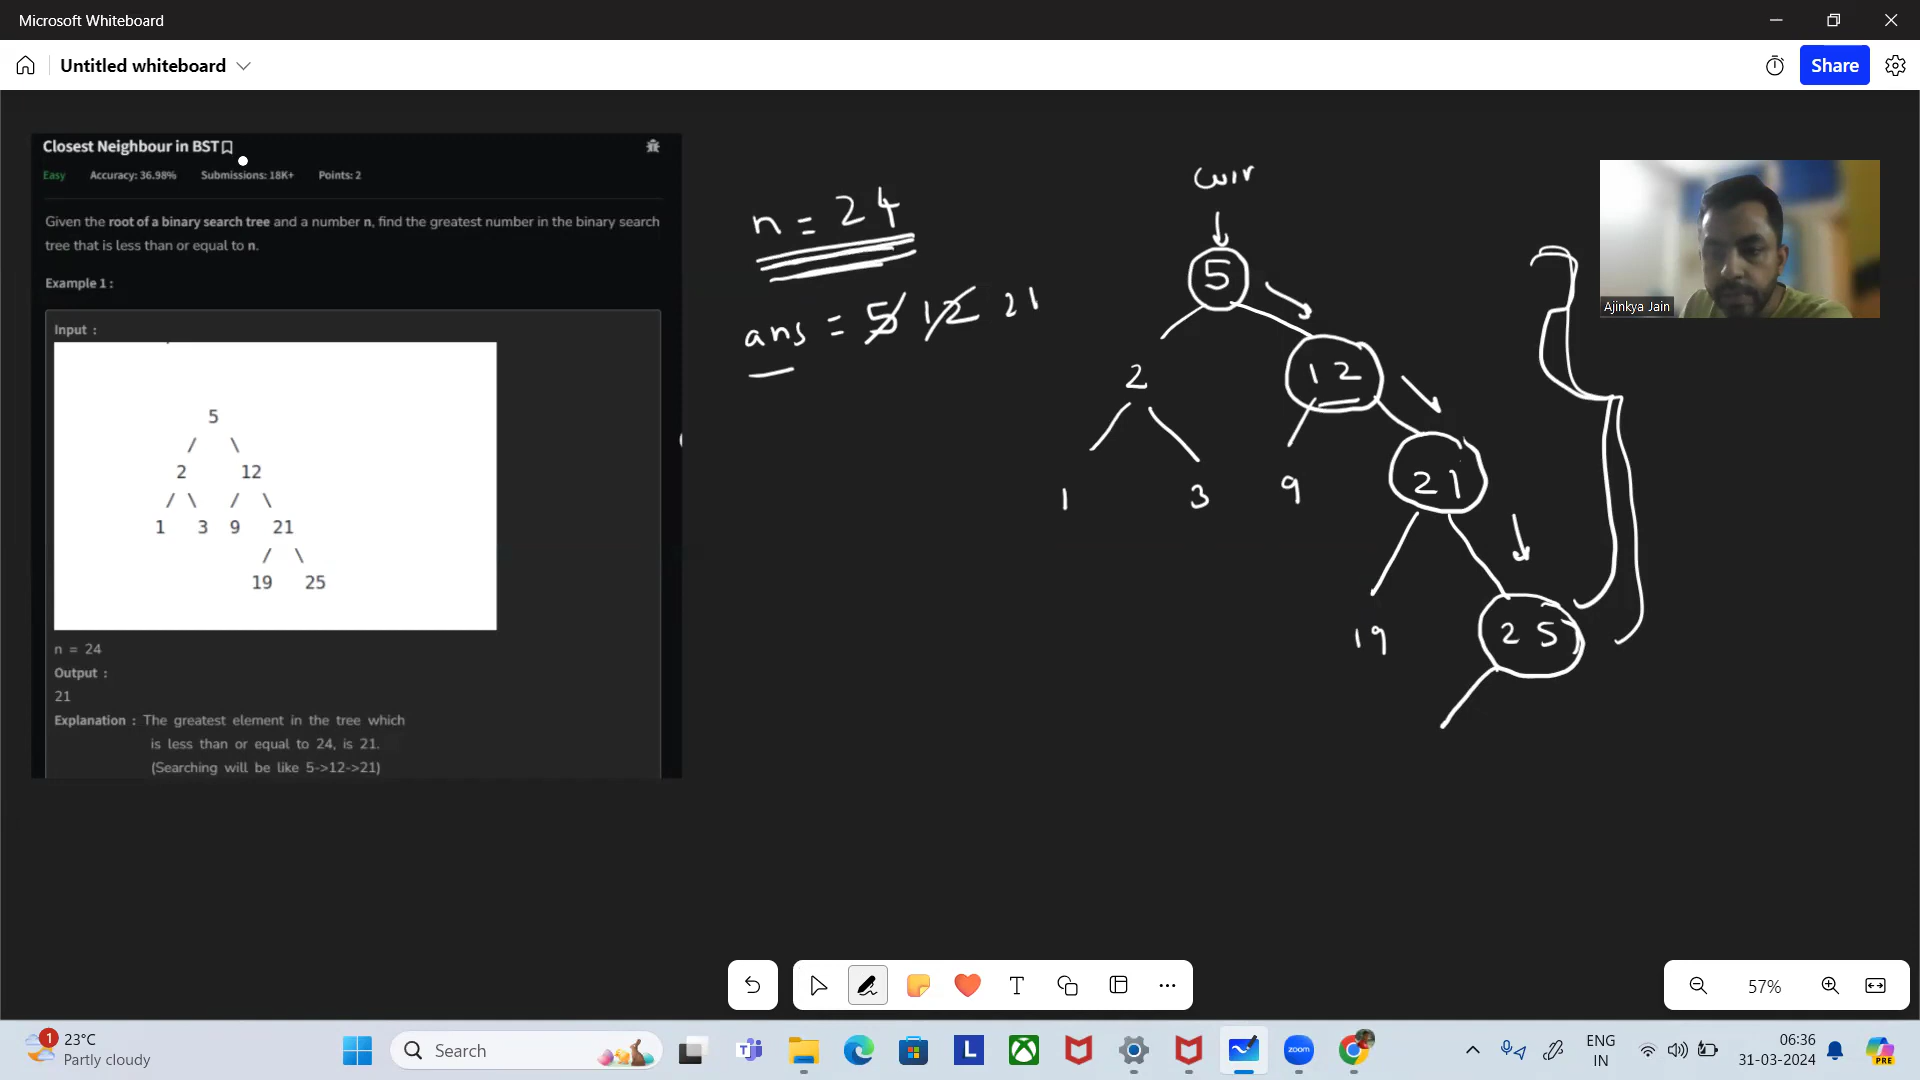 Microsoft Whiteboard
Untitled whiteboard
Share
Closest Neighbour in BST
Easy Accuracy: 36.98% Submissions: 18K+ Points: 2
Given the root of a binary search tree and a number n, find the greatest number in the binary search
tree that is less than or equal to n.
Example 1 :
Input :
5
/ \
2 12
/ \ / \
1 3 9 21
/ \
19 25
n = 24
Output :
21
Explanation : The greatest element in the tree which
is less than or equal to 24, is 21.
(Searching will be like 5->12->21)
n = 24
ans = 5 12 21
curr
5
2 12
1 3 9 21
19 25
Ajinkya Jain
57%
1
23°C
Partly cloudy
Search
L
zoom
ENG
IN
06:36
31-03-2024
PRE